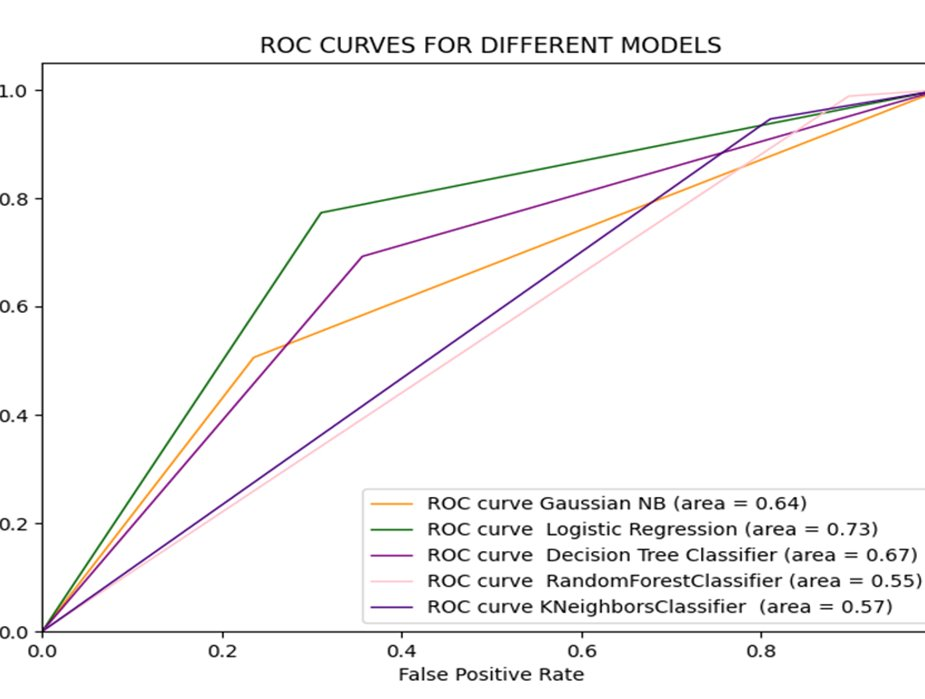 ROC CURVES FOR DIFFERENT MODELS
1.0
0.8
0.6
0.4
0.2
0.0
ROC curve Gaussian NB (area = 0.64)
ROC curve  Logistic Regression (area = 0.73)
ROC curve  Decision Tree Classifier (area = 0.67)
ROC curve  RandomForestClassifier (area = 0.55)
ROC curve KNeighborsClassifier  (area = 0.57)
0.0 0.2 0.4 0.6 0.8
False Positive Rate